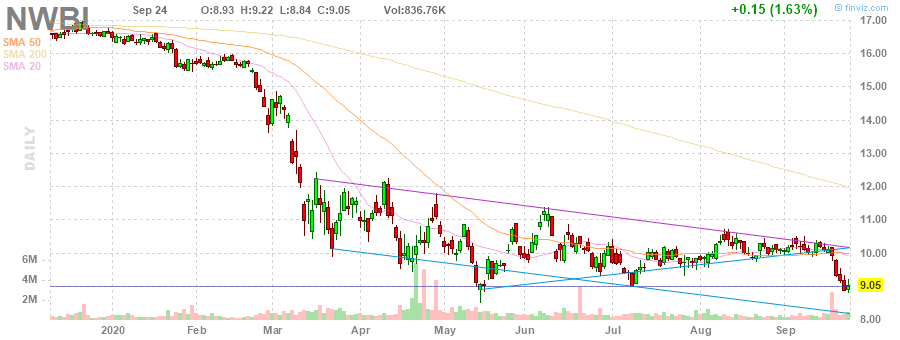 NWBI Sep 24 O:8.93 H:9.22 L:8.84 C:9.05 Vol:836.76K +0.15 (1.63%) @ finviz.com
SMA 50
SMA 200
SMA 20
DAILY
17.00
16.00
15.00
14.00
13.00
12.00
11.00
10.00
9.05
8.00
6M
4M
2M
2020 Feb Mar Apr May Jun Jul Aug Sep